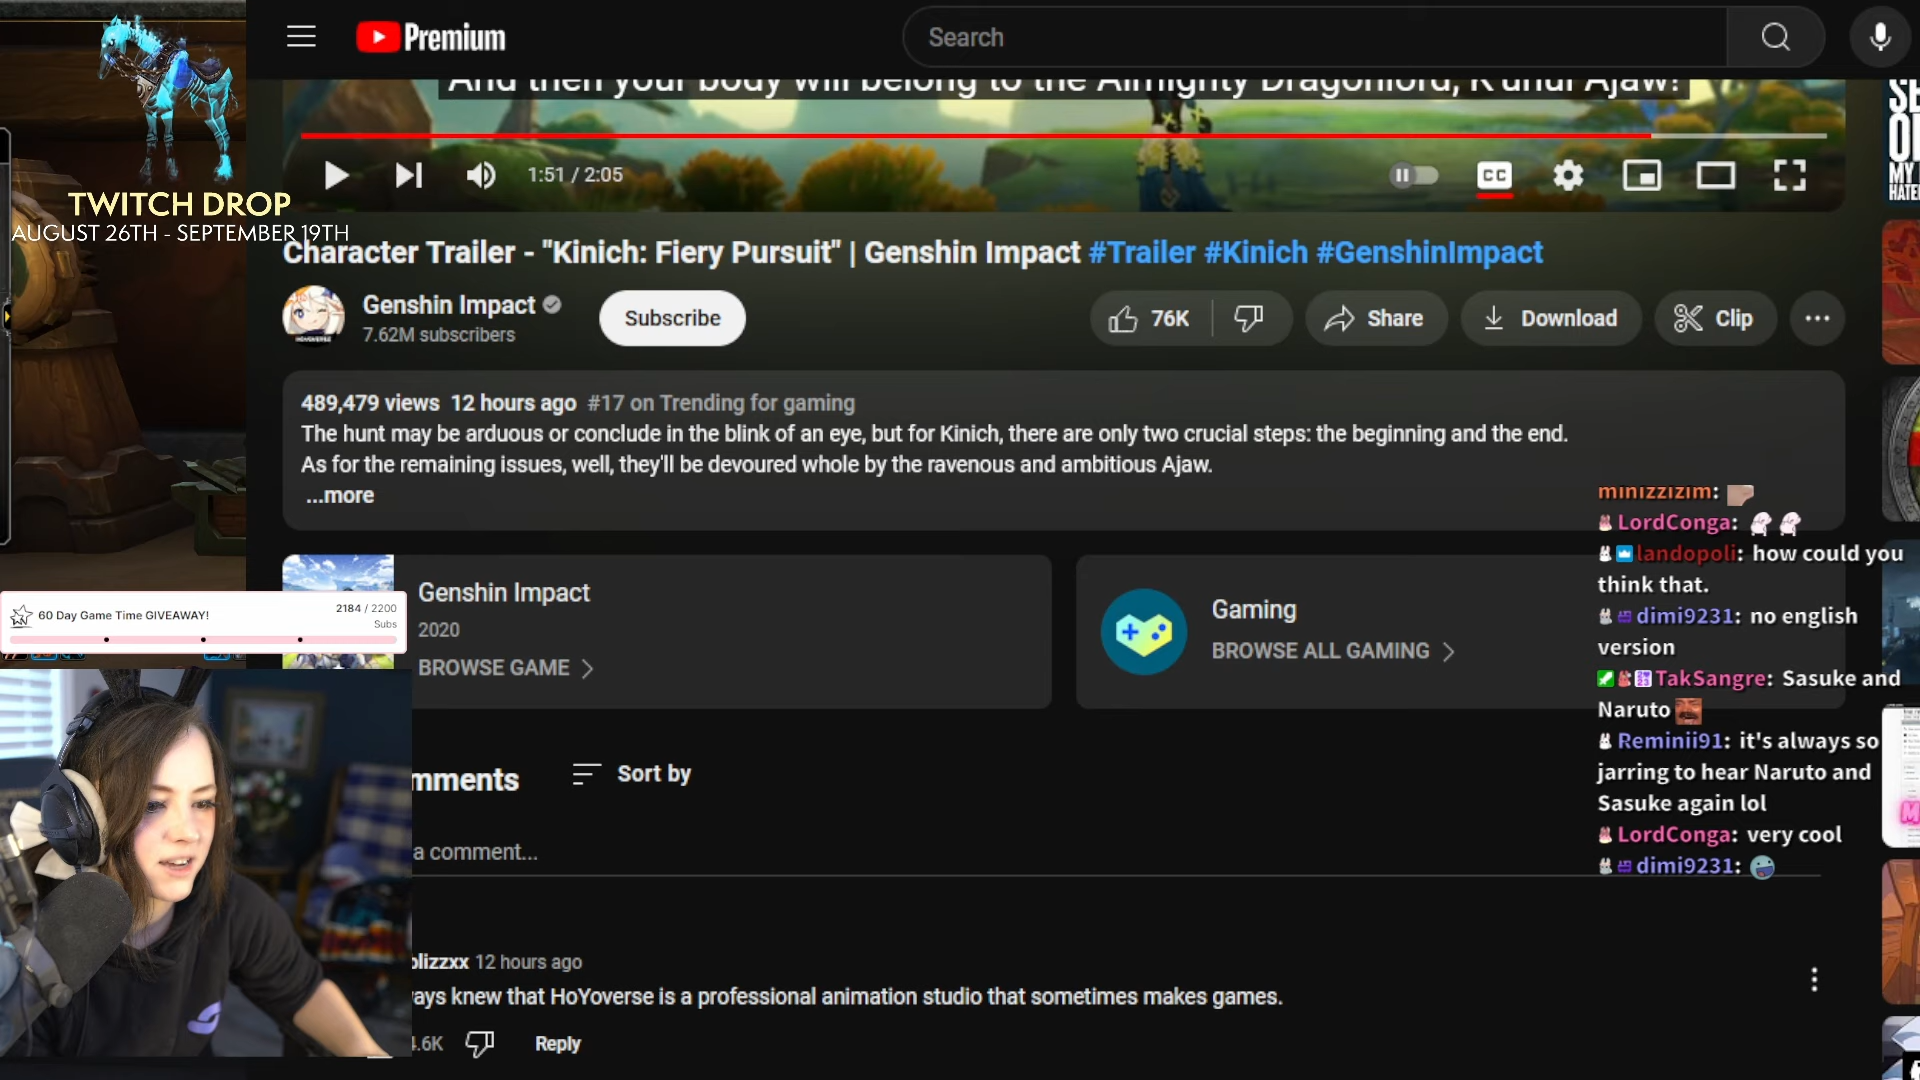 Premium
Search
And then your body will belong to the Almighty Dragonlord, K'uhul Ajaw!
1:51 / 2:05
CC
TWITCH DROP
AUGUST 26TH - SEPTEMBER 19TH
Character Trailer - "Kinich: Fiery Pursuit" | Genshin Impact #Trailer #Kinich #GenshinImpact
Genshin Impact
7.62M subscribers
Subscribe
76K
Share
Download
Clip
489,479 views 12 hours ago #17 on Trending for gaming
The hunt may be arduous or conclude in the blink of an eye, but for Kinich, there are only two crucial steps: the beginning and the end.
As for the remaining issues, well, they'll be devoured whole by the ravenous and ambitious Ajaw.
...more
Genshin Impact
2020
BROWSE GAME
Gaming
BROWSE ALL GAMING
60 Day Game Time GIVEAWAY!
2184 / 2200
Subs
mments
Sort by
a comment...
blizzxx 12 hours ago
ays knew that HoYoverse is a professional animation studio that sometimes makes games.
.6K
Reply
minizzizim:
LordConga:
landopoli: how could you
think that.
dimi9231: no english
version
TakSangre: Sasuke and
Naruto
Reminii91: it's always so
jarring to hear Naruto and
Sasuke again lol
LordConga: very cool
dimi9231:
SE
OF
MY
HATE